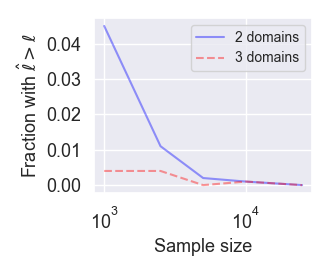 2 domains
3 domains
Fraction with ℓ̂ > ℓ
0.04
0.03
0.02
0.01
0.00
10³ 10⁴
Sample size